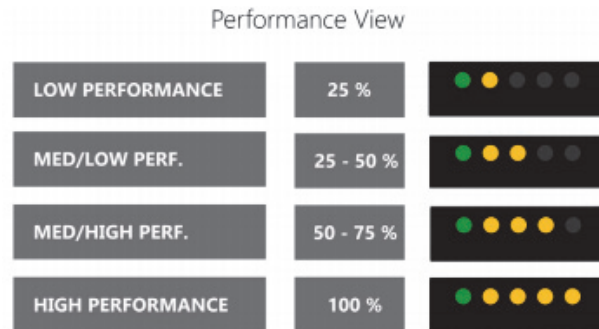 Performance View
LOW PERFORMANCE 25 %
MED/LOW PERF. 25 - 50 %
MED/HIGH PERF. 50 - 75 %
HIGH PERFORMANCE 100 %